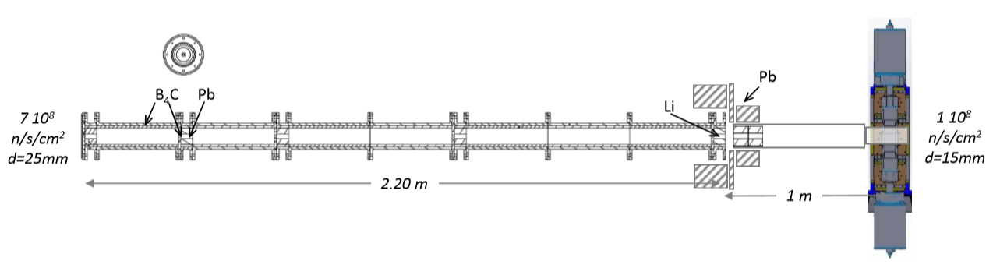 B₄C
Pb
7 10⁸
n/s/cm²
d=25mm
Li
Pb
1 10⁸
n/s/cm²
d=15mm
2.20 m
1 m